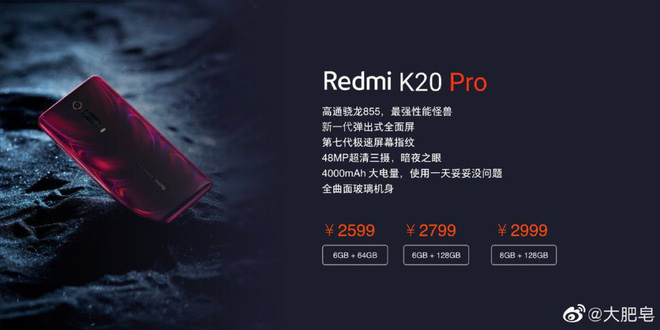 Redmi K20 Pro
高通骁龙855，最强性能怪兽
新一代弹出式全面屏
第七代极速屏幕指纹
48MP超清三摄，暗夜之眼
4000mAh 大电量，使用一天妥妥没问题
全曲面玻璃机身
¥2599 ¥2799 ¥2999
6GB + 64GB 6GB + 128GB 8GB + 128GB
@大肥皂